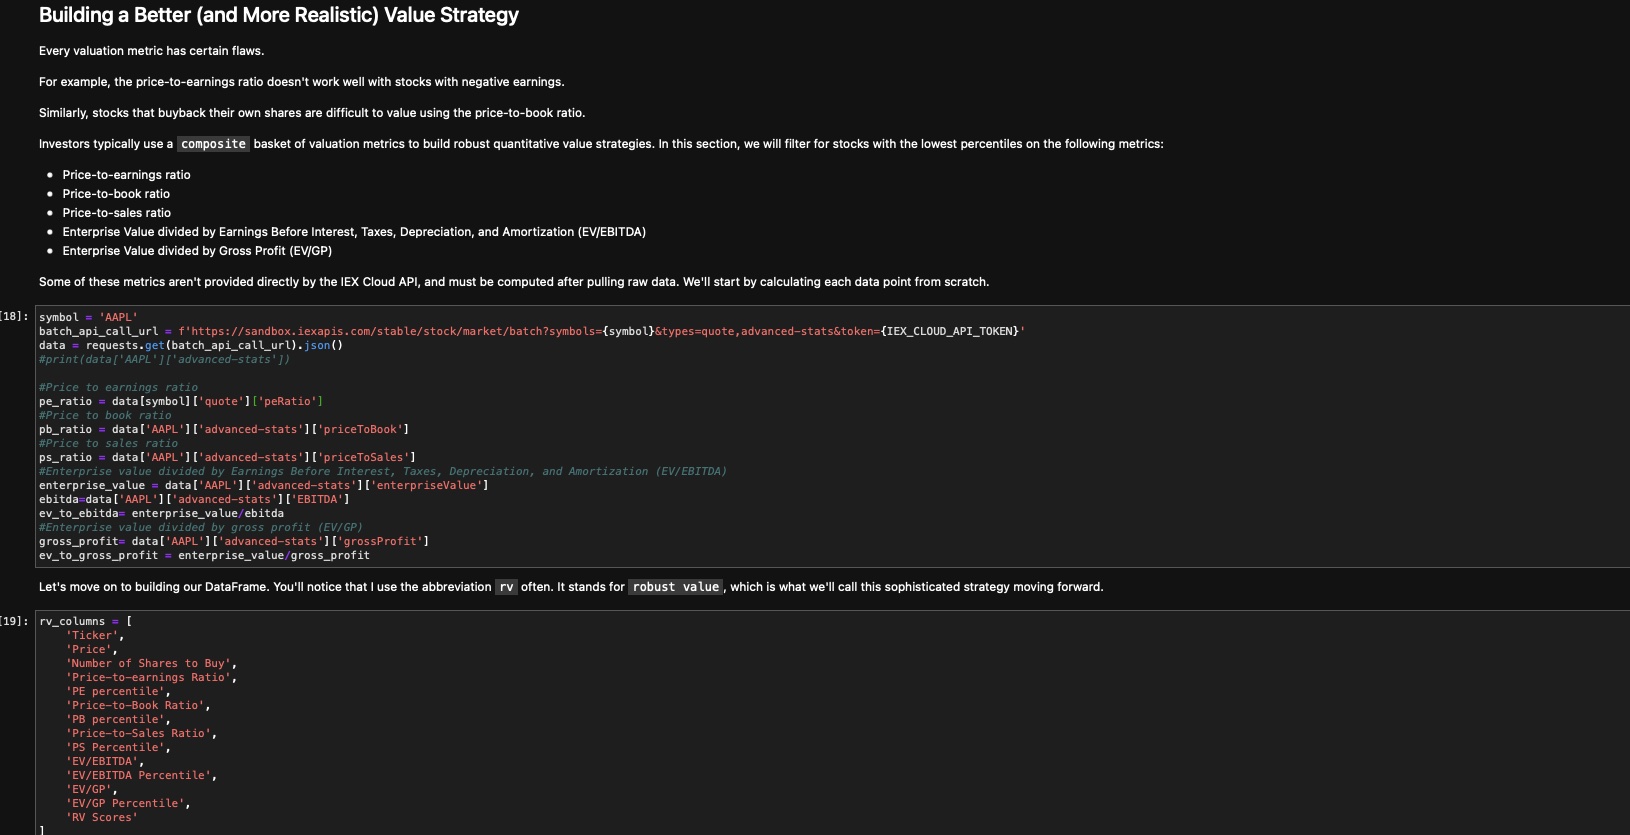 Building a Better (and More Realistic) Value Strategy
Every valuation metric has certain flaws.
For example, the price-to-earnings ratio doesn't work well with stocks with negative earnings.
Similarly, stocks that buyback their own shares are difficult to value using the price-to-book ratio.
Investors typically use a composite basket of valuation metrics to build robust quantitative value strategies. In this section, we will filter for stocks with the lowest percentiles on the following metrics:
• Price-to-earnings ratio
• Price-to-book ratio
• Price-to-sales ratio
• Enterprise Value divided by Earnings Before Interest, Taxes, Depreciation, and Amortization (EV/EBITDA)
• Enterprise Value divided by Gross Profit (EV/GP)
Some of these metrics aren't provided directly by the IEX Cloud API, and must be computed after pulling raw data. We'll start by calculating each data point from scratch.
[18]: symbol = 'AAPL'
batch_api_call_url = f'https://sandbox.iexapis.com/stable/stock/market/batch?symbols={symbol}&types=quote,advanced-stats&token={IEX_CLOUD_API_TOKEN}'
data = requests.get(batch_api_call_url).json()
#print(data['AAPL']['advanced-stats'])
#Price to earnings ratio
pe_ratio = data[symbol]['quote']['peRatio']
#Price to book ratio
pb_ratio = data['AAPL']['advanced-stats']['priceToBook']
#Price to sales ratio
ps_ratio = data['AAPL']['advanced-stats']['priceToSales']
#Enterprise value divided by Earnings Before Interest, Taxes, Depreciation, and Amortization (EV/EBITDA)
enterprise_value = data['AAPL']['advanced-stats']['enterpriseValue']
ebitda=data['AAPL']['advanced-stats']['EBITDA']
ev_to_ebitda= enterprise_value/ebitda
#Enterprise value divided by gross profit (EV/GP)
gross_profit= data['AAPL']['advanced-stats']['grossProfit']
ev_to_gross_profit = enterprise_value/gross_profit
Let's move on to building our DataFrame. You'll notice that I use the abbreviation rv often. It stands for robust value, which is what we'll call this sophisticated strategy moving forward.
[19]: rv_columns = [
'Ticker',
'Price',
'Number of Shares to Buy',
'Price-to-earnings Ratio',
'PE percentile',
'Price-to-Book Ratio',
'PB percentile',
'Price-to-Sales Ratio',
'PS Percentile',
'EV/EBITDA',
'EV/EBITDA Percentile',
'EV/GP',
'EV/GP Percentile',
'RV Scores'
]